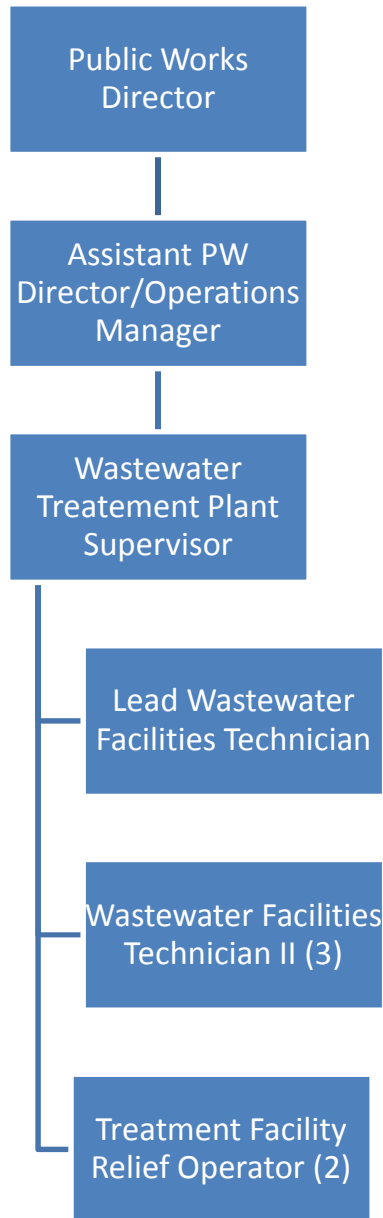 Public Works
Director
Assistant PW
Director/Operations
Manager
Wastewater
Treatement Plant
Supervisor
Lead Wastewater
Facilities Technician
Wastewater Facilities
Technician II (3)
Treatment Facility
Relief Operator (2)